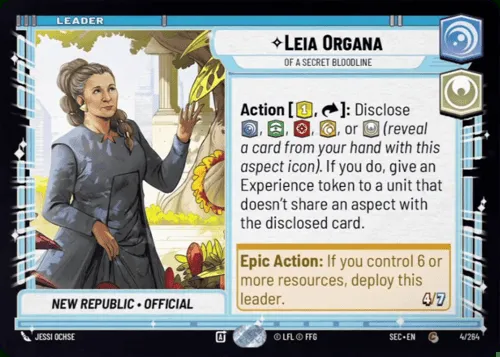 LEADER
LEIA ORGANA
OF A SECRET BLOODLINE
Action [1, ]: Disclose
, , , , or (reveal
a card from your hand with this
aspect icon). If you do, give an
Experience token to a unit that
doesn't share an aspect with
the disclosed card.
Epic Action: If you control 6 or
more resources, deploy this
leader.
4/7
NEW REPUBLIC • OFFICIAL
JESSI OCHSE
A
© LFL © FFG
SEC • EN
C
4/264